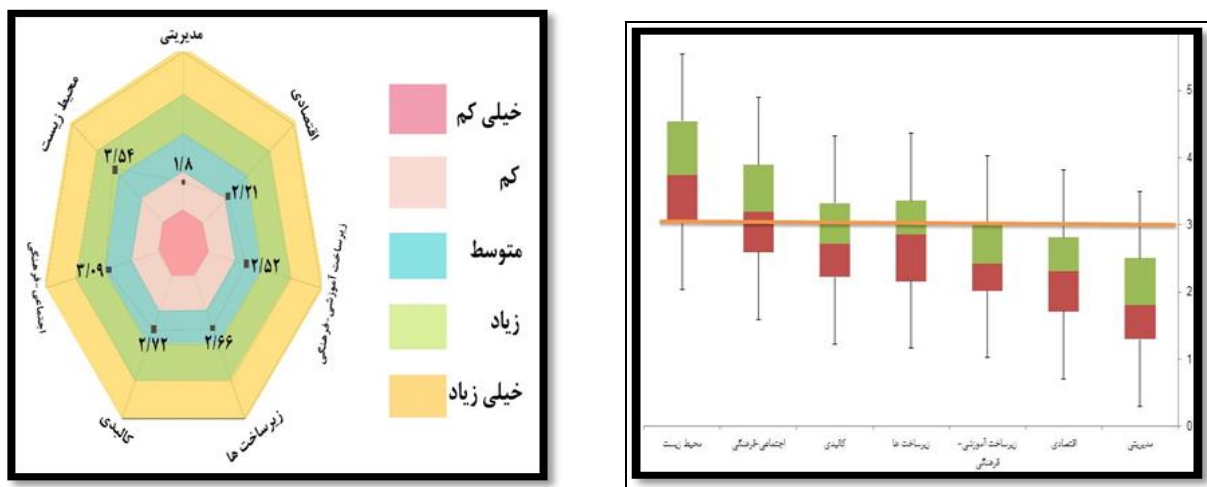 مدیریتی
اقتصادی
زیرساخت آموزشی-فرهنگی
زیرساخت ها
کالبدی
اجتماعی-فرهنگی
محیط زیست
۱/۸
۲/۲۱
۲/۵۲
۲/۶۶
۲/۷۲
۳/۰۹
۳/۵۴
خیلی کم
کم
متوسط
زیاد
خیلی زیاد
5
4
3
2
1
0
مدیریتی
اقتصادی
زیرساخت آموزشی-
فرهنگی
زیرساخت ها
کالبدی
اجتماعی-فرهنگی
محیط زیست